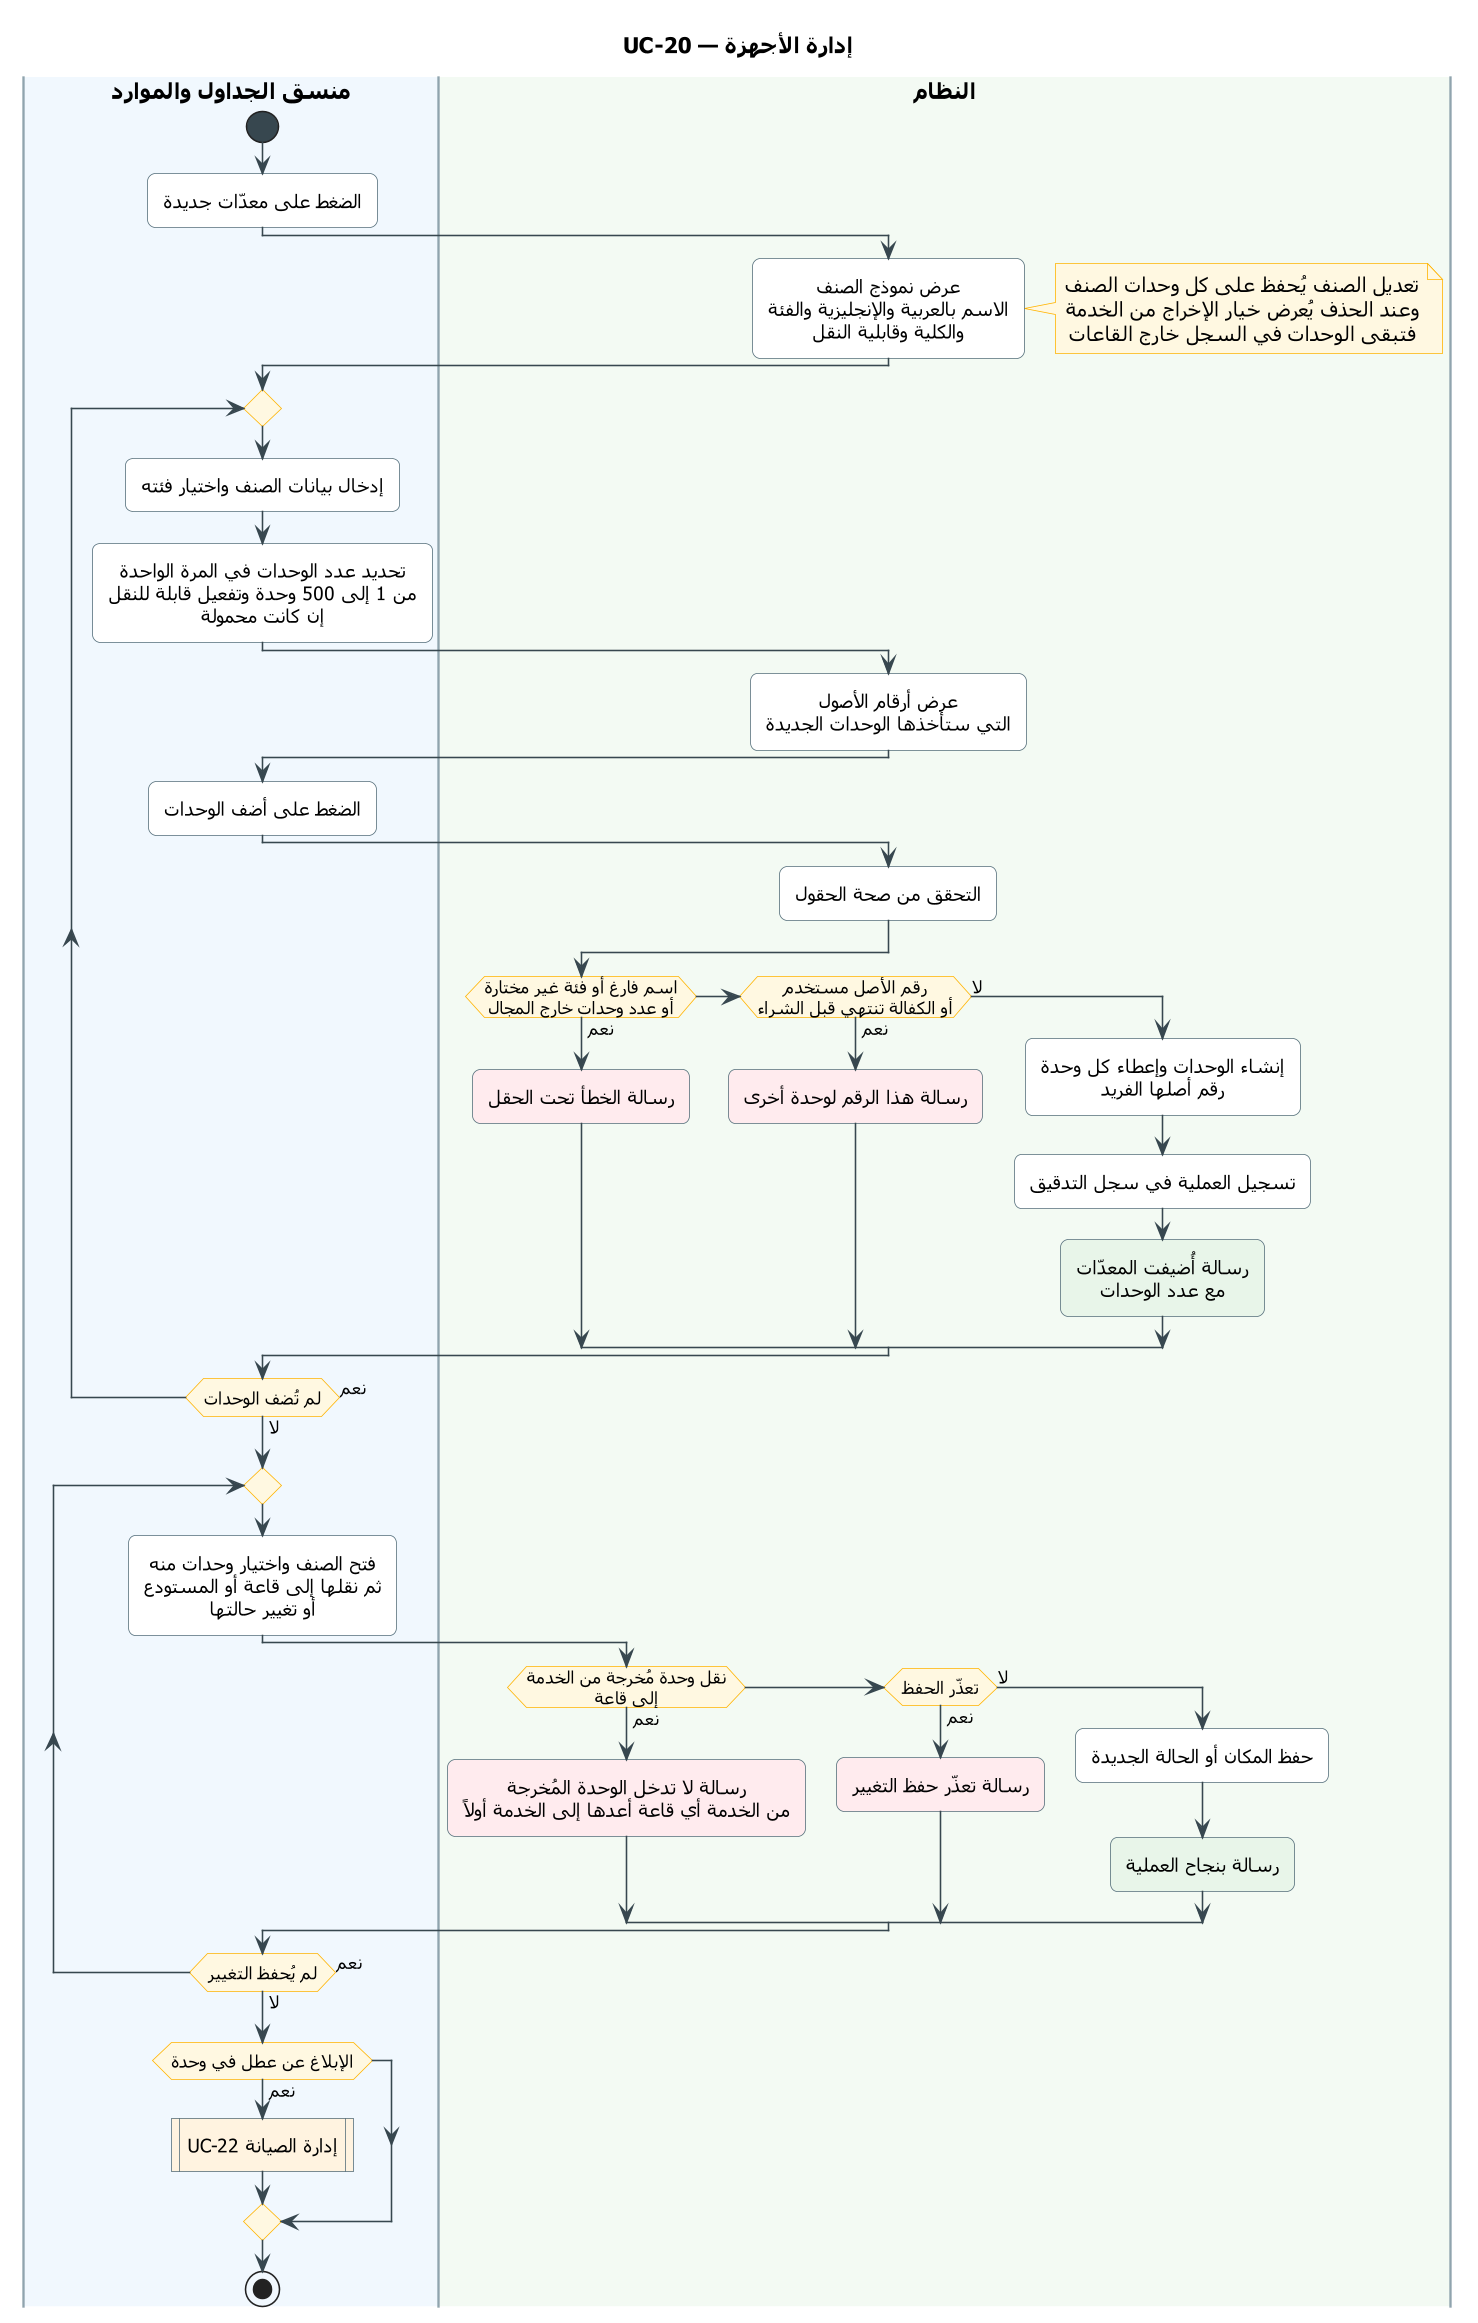 UC-20 — إدارة الأجهزة
منسق الجداول والموارد
النظام
الضغط على معدّات جديدة
عرض نموذج الصنف
الاسم بالعربية والإنجليزية والفئة
والكلية وقابلية النقل
تعديل الصنف يُحفظ على كل وحدات الصنف
وعند الحذف يُعرض خيار الإخراج من الخدمة
فتبقى الوحدات في السجل خارج القاعات
إدخال بيانات الصنف واختيار فئته
تحديد عدد الوحدات في المرة الواحدة
من 1 إلى 500 وحدة وتفعيل قابلة للنقل
إن كانت محمولة
عرض أرقام الأصول
التي ستأخذها الوحدات الجديدة
الضغط على أضف الوحدات
التحقق من صحة الحقول
اسم فارغ أو فئة غير مختارة
أو عدد وحدات خارج المجال
نعم
رقم الأصل مستخدم
أو الكفالة تنتهي قبل الشراء
نعم
لا
رسالة الخطأ تحت الحقل
رسالة هذا الرقم لوحدة أخرى
إنشاء الوحدات وإعطاء كل وحدة
رقم أصلها الفريد
تسجيل العملية في سجل التدقيق
رسالة أُضيفت المعدّات
مع عدد الوحدات
لم تُضف الوحدات
نعم
لا
فتح الصنف واختيار وحدات منه
ثم نقلها إلى قاعة أو المستودع
أو تغيير حالتها
نقل وحدة مُخرجة من الخدمة
إلى قاعة
نعم
تعذّر الحفظ
نعم
لا
رسالة لا تدخل الوحدة المُخرجة
من الخدمة أي قاعة أعدها إلى الخدمة أولاً
رسالة تعذّر حفظ التغيير
حفظ المكان أو الحالة الجديدة
رسالة بنجاح العملية
لم يُحفظ التغيير
نعم
لا
الإبلاغ عن عطل في وحدة
نعم
UC-22 إدارة الصيانة